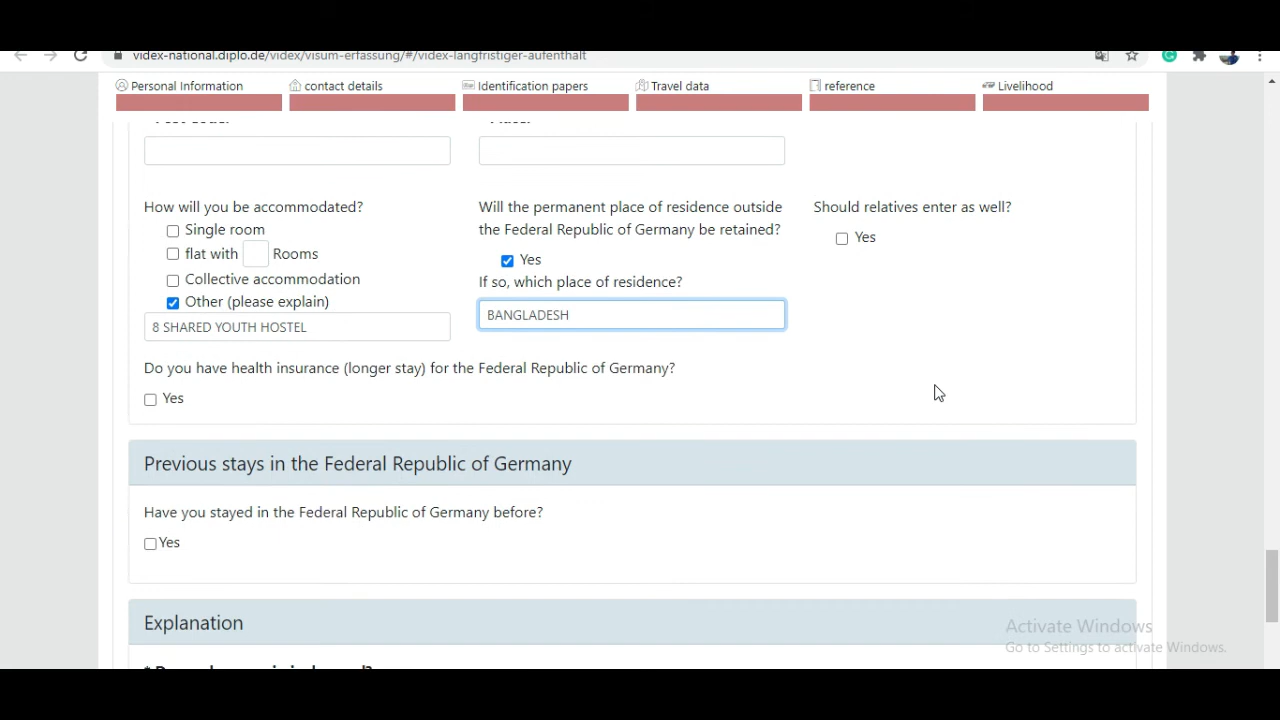 videx-national.diplo.de/videx/visum-erfassung/#/videx-langfristiger-aufenthalt
Personal Information
contact details
Identification papers
Travel data
reference
Livelihood
How will you be accommodated?
Single room
flat with Rooms
Collective accommodation
Other (please explain)
8 SHARED YOUTH HOSTEL
Will the permanent place of residence outside
the Federal Republic of Germany be retained?
Yes
If so, which place of residence?
BANGLADESH
Should relatives enter as well?
Yes
Do you have health insurance (longer stay) for the Federal Republic of Germany?
Yes
Previous stays in the Federal Republic of Germany
Have you stayed in the Federal Republic of Germany before?
Yes
Explanation
Activate Windows
Go to Settings to activate Windows.